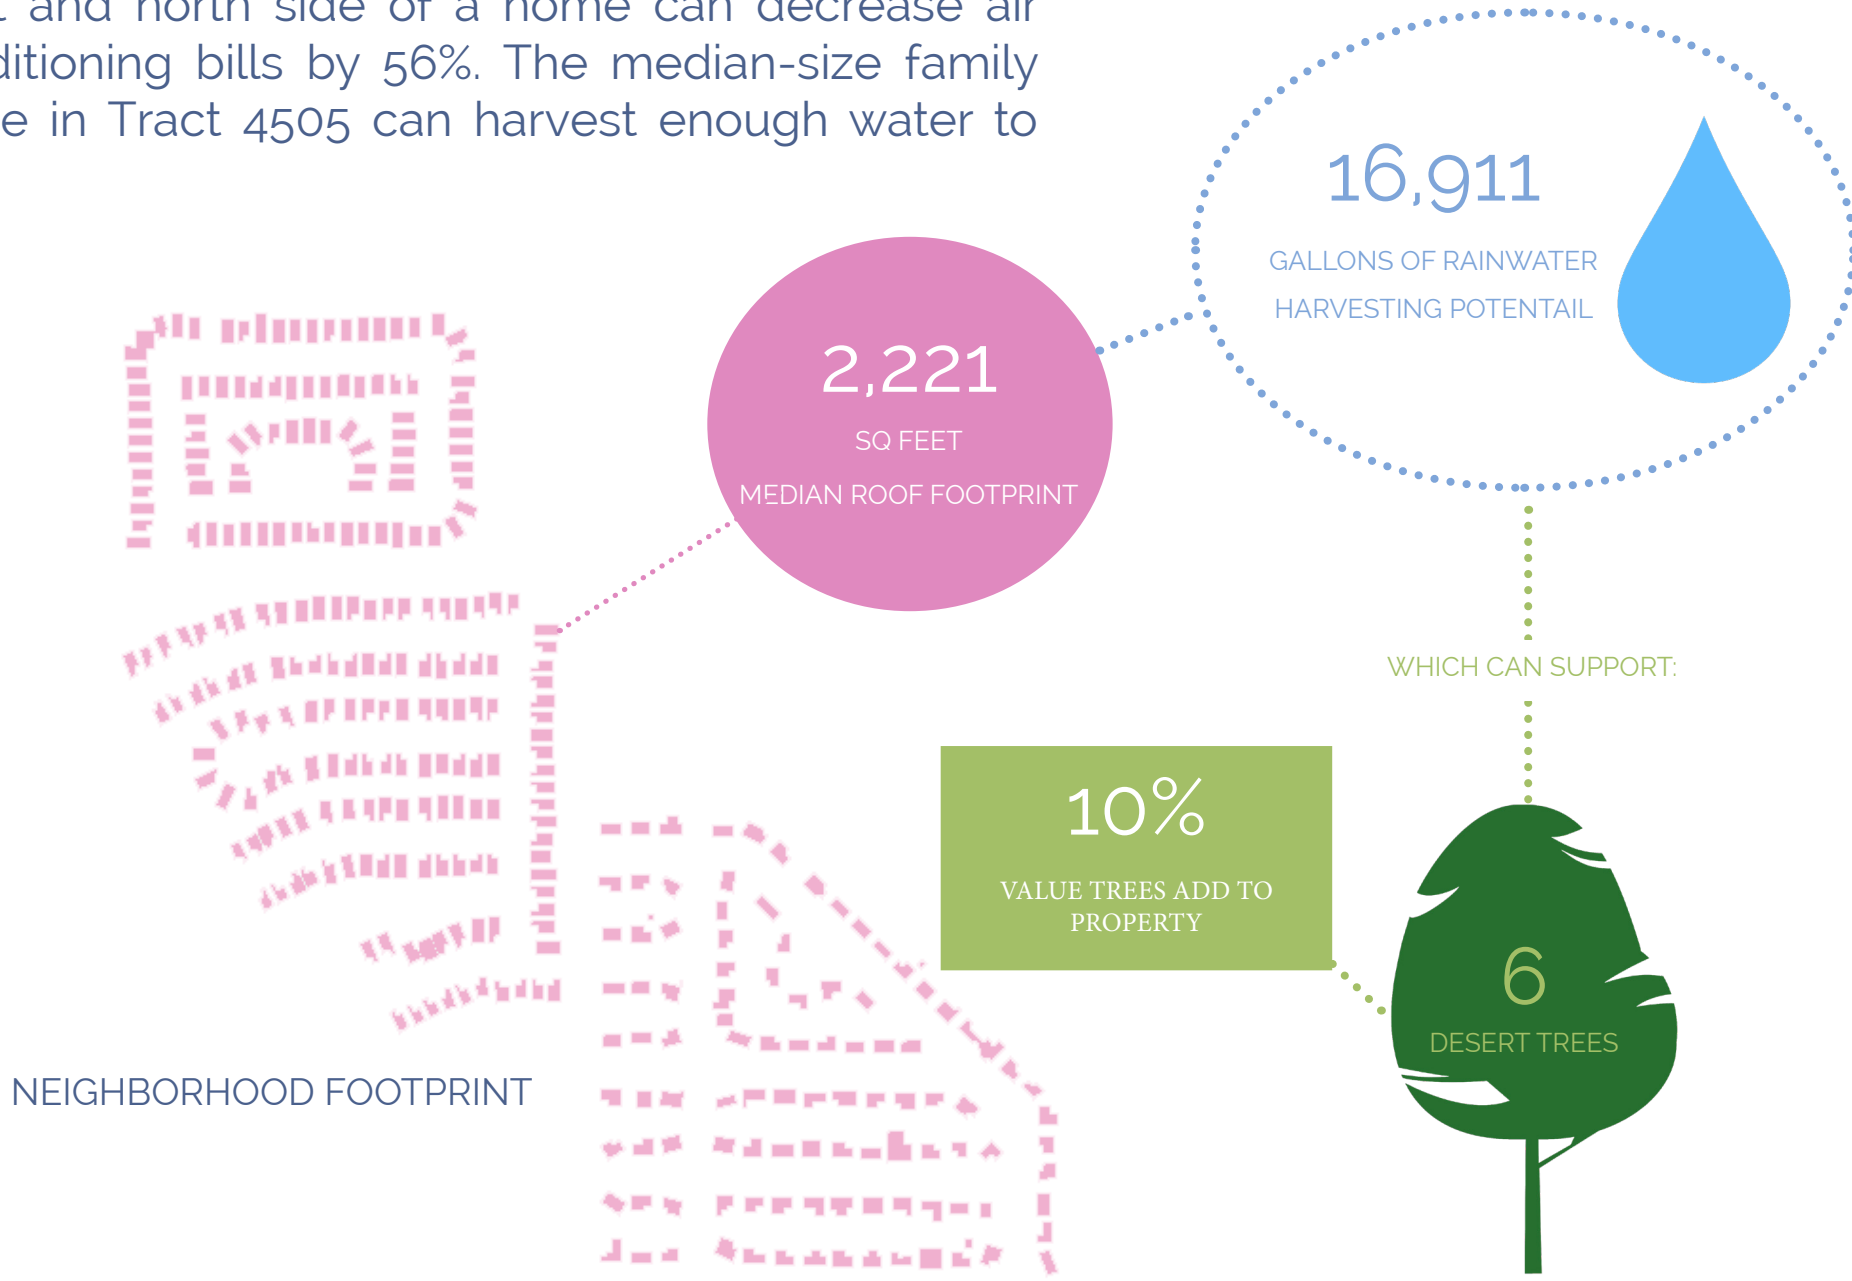 and north side of a home can decrease air
ditioning bills by 56%. The median-size family
e in Tract 4505 can harvest enough water to
16,911
GALLONS OF RAINWATER
HARVESTING POTENTAIL
2,221
SQ FEET
MEDIAN ROOF FOOTPRINT
WHICH CAN SUPPORT:
10%
VALUE TREES ADD TO
PROPERTY
6
DESERT TREES
NEIGHBORHOOD FOOTPRINT